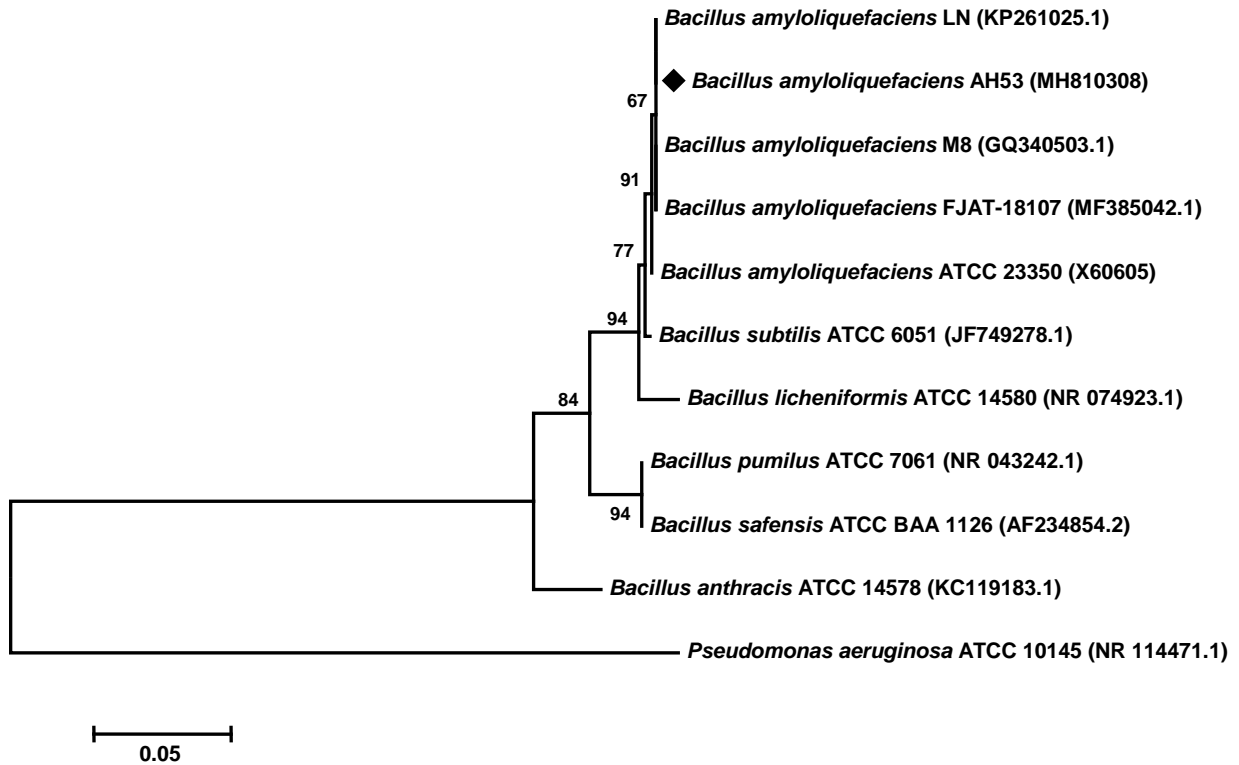 Bacillus amyloliquefaciens LN (KP261025.1)
Bacillus amyloliquefaciens AH53 (MH810308)
67
Bacillus amyloliquefaciens M8 (GQ340503.1)
91
Bacillus amyloliquefaciens FJAT-18107 (MF385042.1)
77
Bacillus amyloliquefaciens ATCC 23350 (X60605)
94
Bacillus subtilis ATCC 6051 (JF749278.1)
84
Bacillus licheniformis ATCC 14580 (NR 074923.1)
Bacillus pumilus ATCC 7061 (NR 043242.1)
94
Bacillus safensis ATCC BAA 1126 (AF234854.2)
Bacillus anthracis ATCC 14578 (KC119183.1)
Pseudomonas aeruginosa ATCC 10145 (NR 114471.1)
0.05